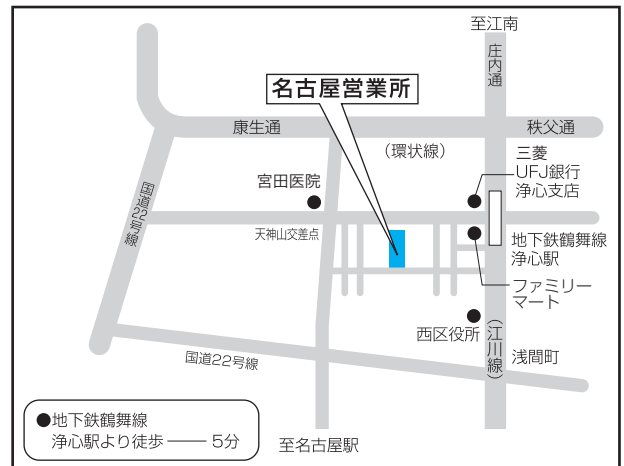 至江南
庄内通
名古屋営業所
康生通
秩父通
(環状線)
三菱
UFJ銀行
浄心支店
宮田医院
国道22号線
天神山交差点
地下鉄鶴舞線
浄心駅
ファミリー
マート
西区役所
(江川線)
浅間町
国道22号線
●地下鉄鶴舞線
浄心駅より徒歩 —— 5分
至名古屋駅